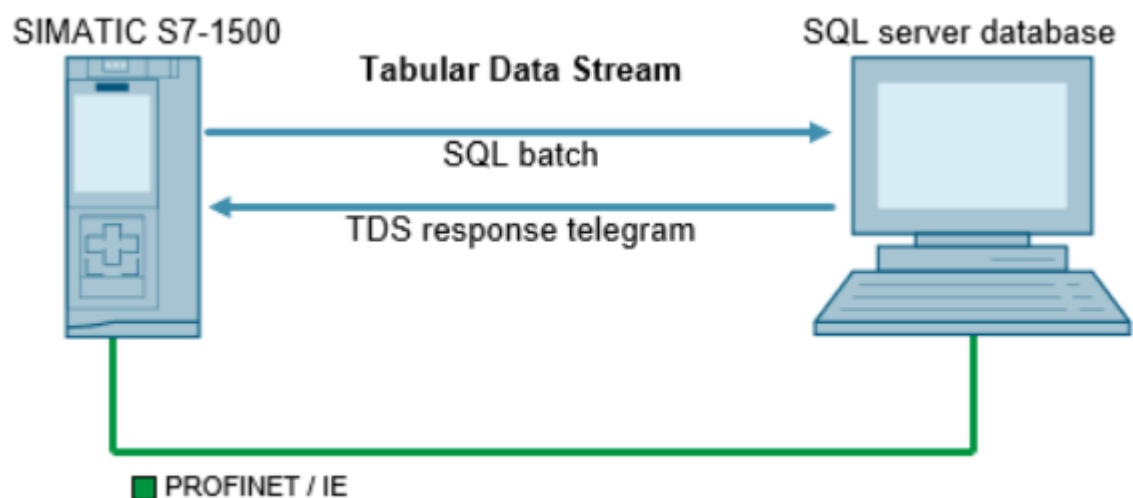 SIMATIC S7-1500
SQL server database
Tabular Data Stream
SQL batch
TDS response telegram
PROFINET / IE